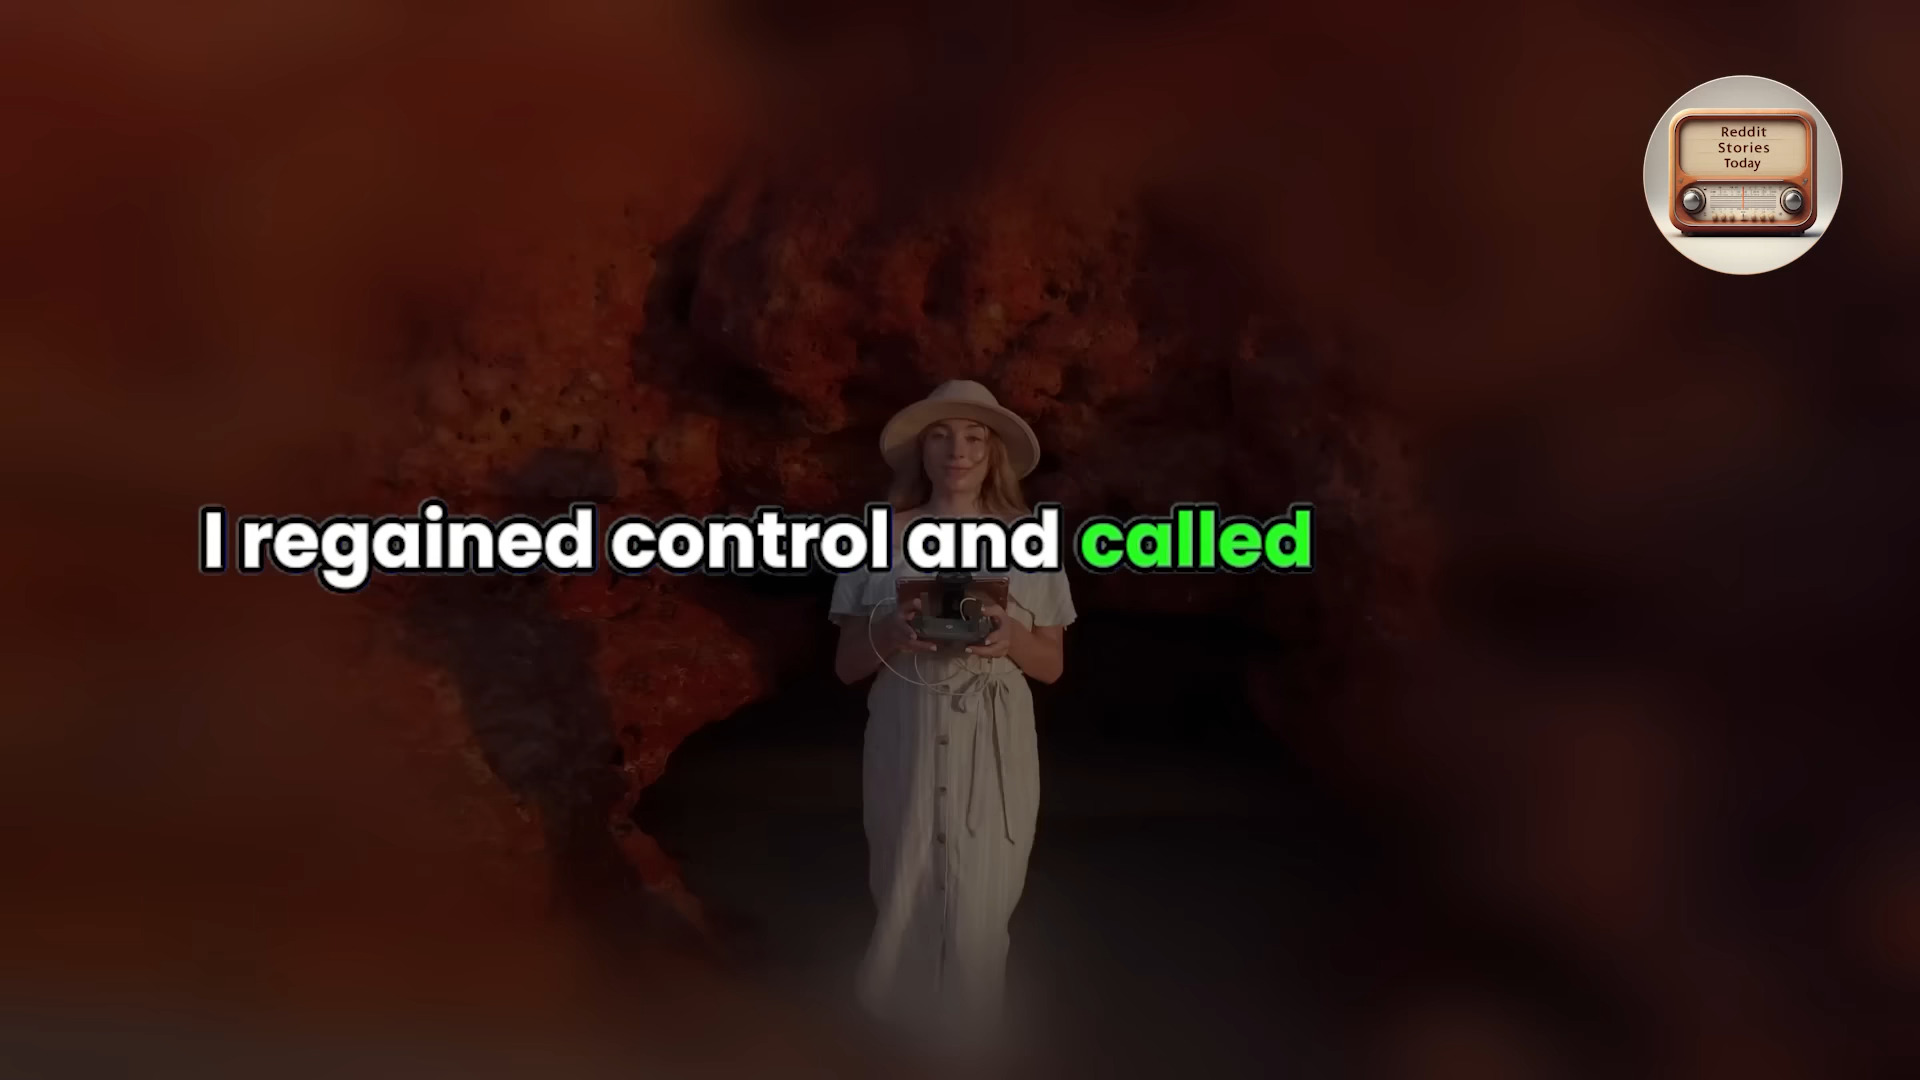 Reddit
Stories
Today
I regained control and called